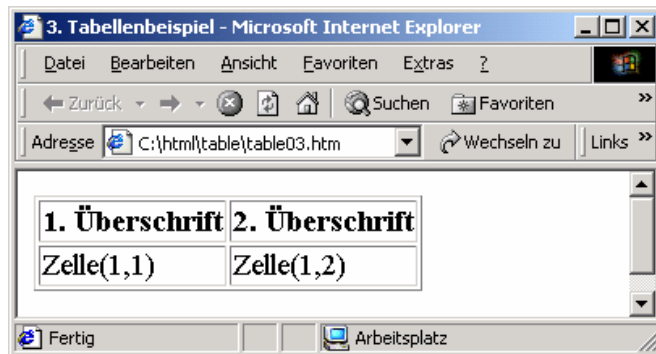 3. Tabellenbeispiel - Microsoft Internet Explorer
Datei Bearbeiten Ansicht Favoriten Extras ?
Zurück Suchen Favoriten »
Adresse C:\html\table\table03.htm Wechseln zu Links »
1. Überschrift 2. Überschrift
Zelle(1,1) Zelle(1,2)
Fertig Arbeitsplatz